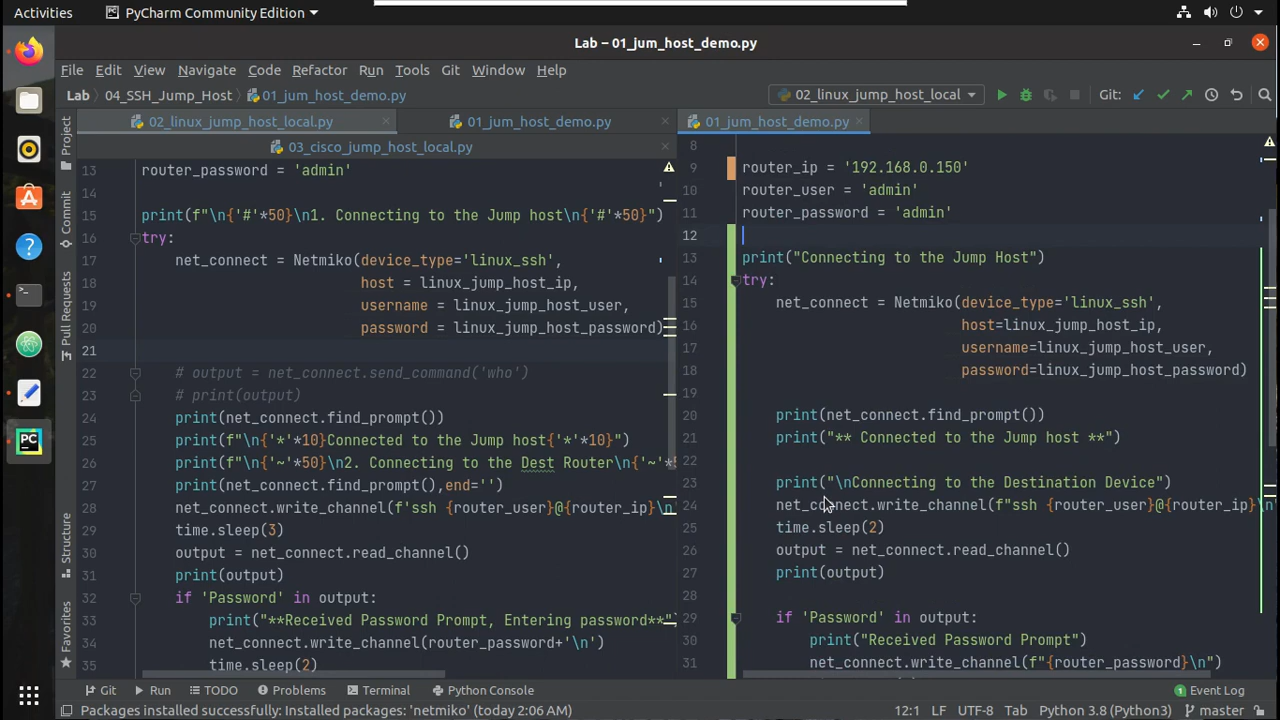 Activities PyCharm Community Edition
Lab – 01_jum_host_demo.py
File Edit View Navigate Code Refactor Run Tools Git Window Help
Lab 04_SSH_Jump_Host 01_jum_host_demo.py 02_linux_jump_host_local Git:
02_linux_jump_host_local.py 01_jum_host_demo.py 01_jum_host_demo.py
03_cisco_jump_host_local.py
Project
Commit
Pull Requests
Structure
Favorites
13 router_password = 'admin'
14
15 print(f"\n{'#'*50}\n1. Connecting to the Jump host\n{'#'*50}")
16 try:
17 net_connect = Netmiko(device_type='linux_ssh',
18 host = linux_jump_host_ip,
19 username = linux_jump_host_user,
20 password = linux_jump_host_password)
21
22 # output = net_connect.send_command('who')
23 # print(output)
24 print(net_connect.find_prompt())
25 print(f"\n{'*'*10}Connected to the Jump host{'*'*10}")
26 print(f"\n{'~'*50}\n2. Connecting to the Dest Router\n{'~'*5
27 print(net_connect.find_prompt(),end='')
28 net_connect.write_channel(f'ssh {router_user}@{router_ip}\n
29 time.sleep(3)
30 output = net_connect.read_channel()
31 print(output)
32 if 'Password' in output:
33 print("**Received Password Prompt, Entering password**"
34 net_connect.write_channel(router_password+'\n')
35 time.sleep(2)
8
9 router_ip = '192.168.0.150'
10 router_user = 'admin'
11 router_password = 'admin'
12
13 print("Connecting to the Jump Host")
14 try:
15 net_connect = Netmiko(device_type='linux_ssh',
16 host=linux_jump_host_ip,
17 username=linux_jump_host_user,
18 password=linux_jump_host_password)
19
20 print(net_connect.find_prompt())
21 print("** Connected to the Jump host **")
22
23 print("\nConnecting to the Destination Device")
24 net_connect.write_channel(f"ssh {router_user}@{router_ip}\n
25 time.sleep(2)
26 output = net_connect.read_channel()
27 print(output)
28
29 if 'Password' in output:
30 print("Received Password Prompt")
31 net_connect.write_channel(f"{router_password}\n")
Git Run TODO Problems Terminal Python Console 1 Event Log
Packages installed successfully: Installed packages: 'netmiko' (today 2:06 AM) 12:1 LF UTF-8 Tab Python 3.8 (Python3.8) master